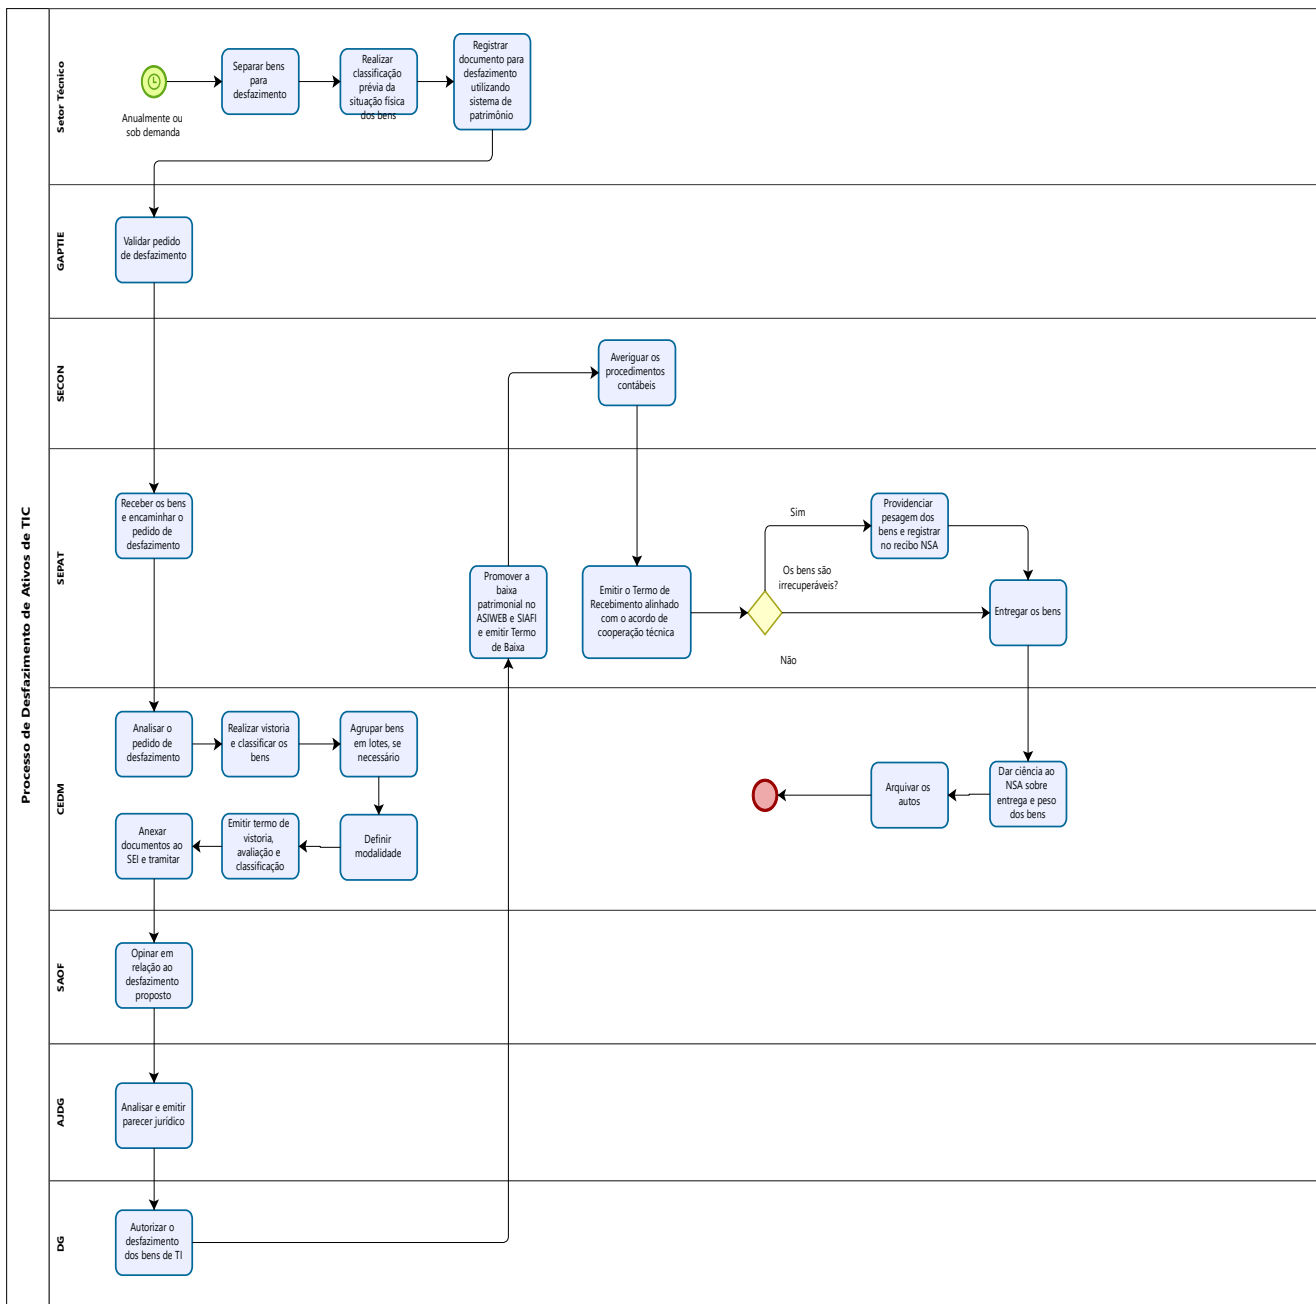 Processo de Desfazimento de Ativos de TIC
Setor Técnico
Anualmente ou
sob demanda
Separar bens
para
desfazimento
Realizar
classificação
prévia da
situação física
dos bens
Registrar
documento para
desfazimento
utilizando
sistema de
patrimônio
GAPTIE
Validar pedido
de desfazimento
SECON
Averiguar os
procedimentos
contábeis
SEPAT
Receber os bens
e encaminhar o
pedido de
desfazimento
Promover a
baixa
patrimonial no
ASIWEB e SIAFI
e emitir Termo
de Baixa
Emitir o Termo de
Recebimento alinhado
com o acordo de
cooperação técnica
Sim
Os bens são
irrecuperáveis?
Não
Providenciar
pesagem dos
bens e registrar
no recibo NSA
Entregar os bens
CEDM
Analisar o
pedido de
desfazimento
Realizar vistoria
e classificar os
bens
Agrupar bens
em lotes, se
necessário
Anexar
documentos ao
SEI e tramitar
Emitir termo de
vistoria,
avaliação e
classificação
Definir
modalidade
Arquivar os
autos
Dar ciência ao
NSA sobre
entrega e peso
dos bens
SAOF
Opinar em
relação ao
desfazimento
proposto
AJDG
Analisar e emitir
parecer jurídico
DG
Autorizar o
desfazimento
dos bens de TI